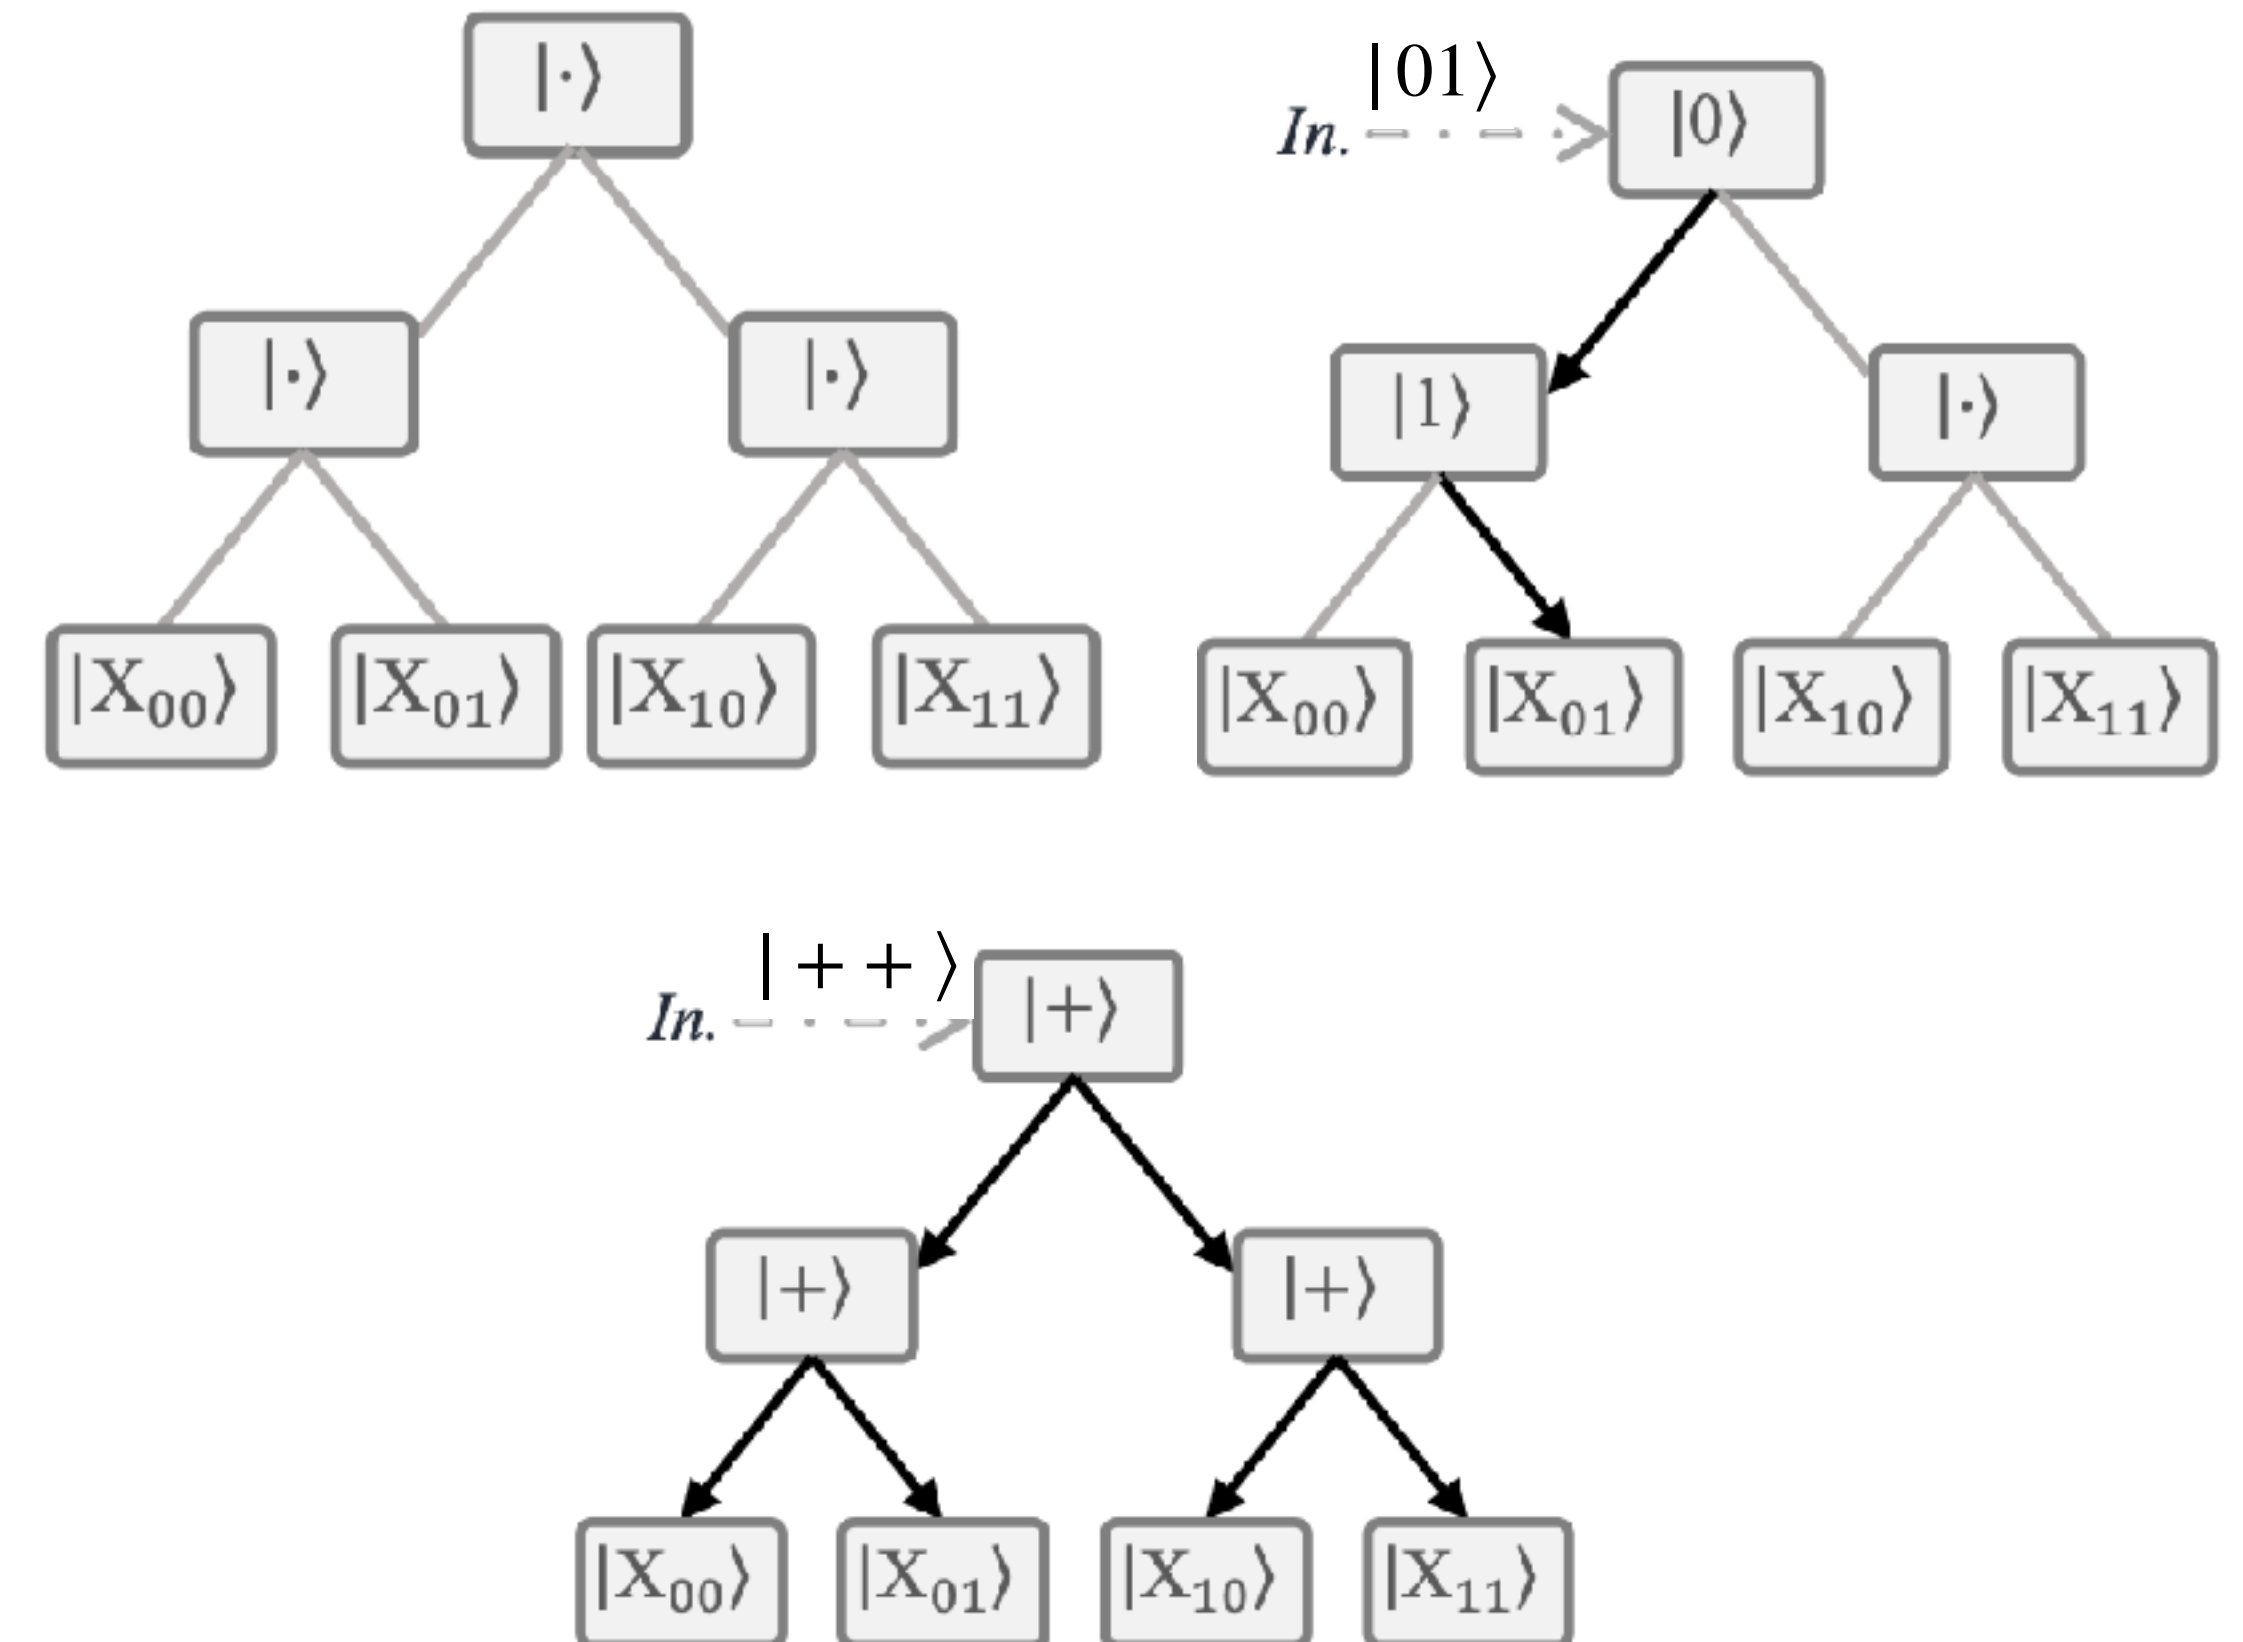 |·⟩
|·⟩ |·⟩
|X₀₀⟩ |X₀₁⟩ |X₁₀⟩ |X₁₁⟩
|01⟩
In. |0⟩
|1⟩ |·⟩
|X₀₀⟩ |X₀₁⟩ |X₁₀⟩ |X₁₁⟩
|++⟩
In. |+⟩
|+⟩ |+⟩
|X₀₀⟩ |X₀₁⟩ |X₁₀⟩ |X₁₁⟩